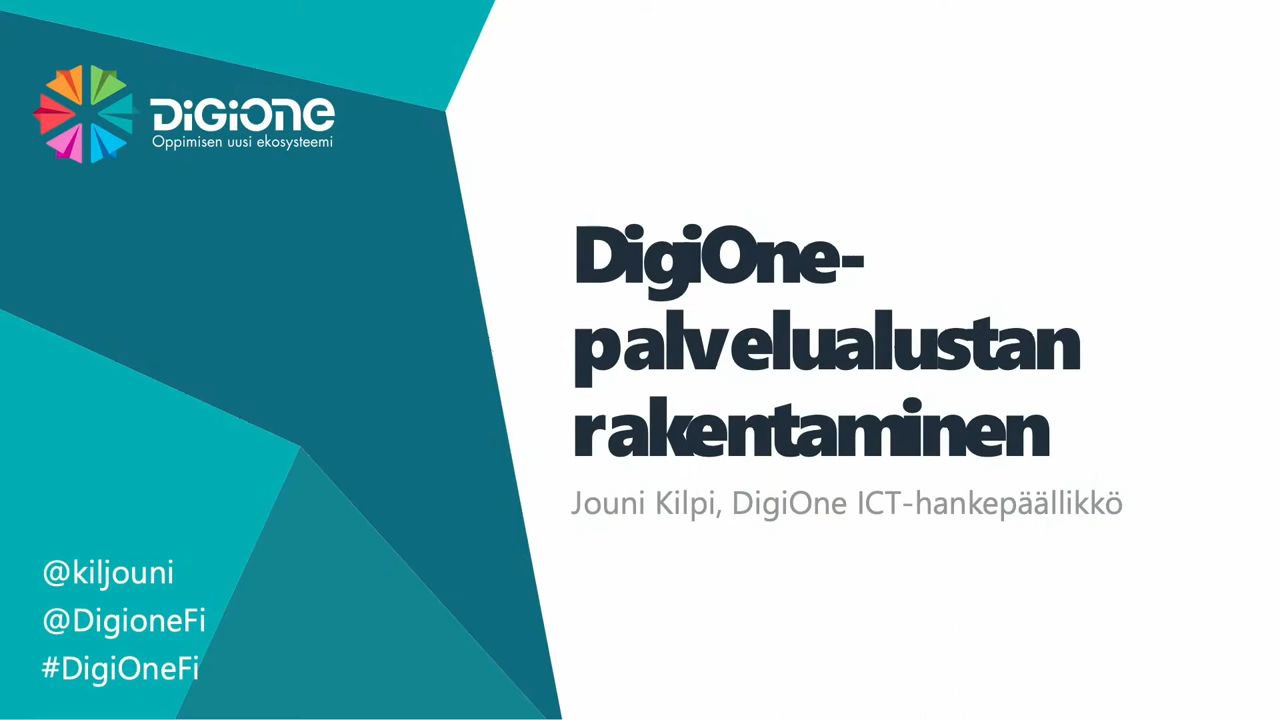 DiGiOne
Oppimisen uusi ekosysteemi
DigiOne-
palvelualustan
rakentaminen
Jouni Kilpi, DigiOne ICT-hankepäällikkö
@kiljouni
@DigioneFi
#DigiOneFi